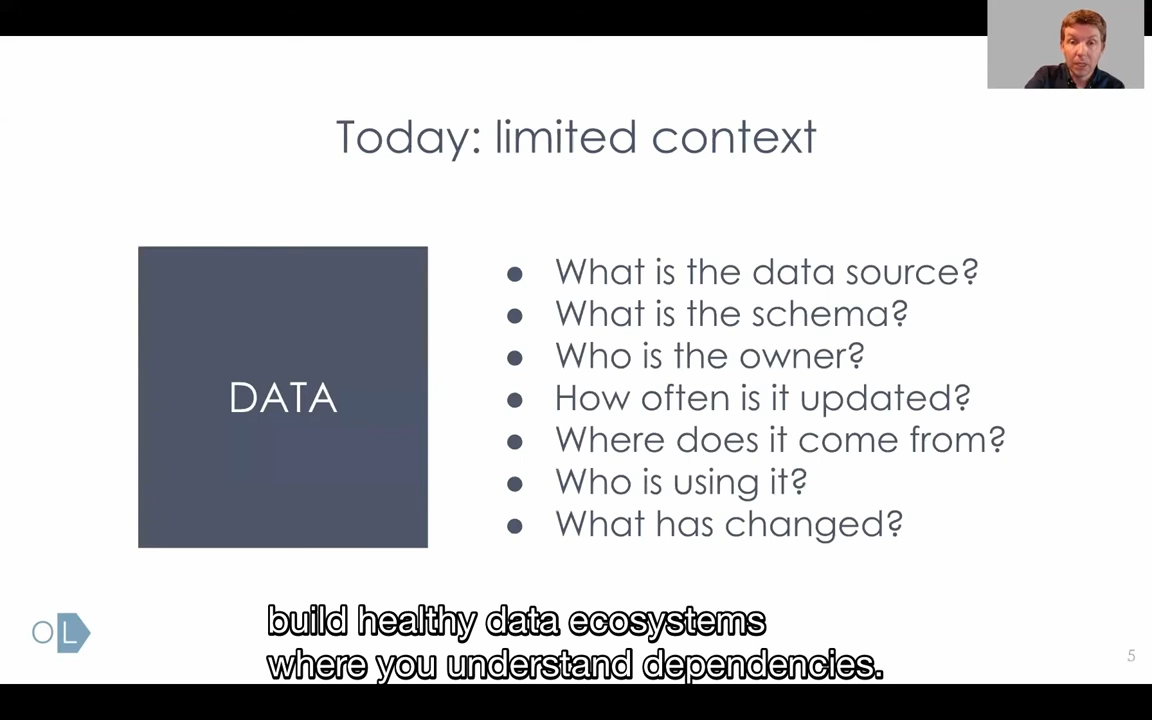 Today: limited context
DATA
● What is the data source?
● What is the schema?
● Who is the owner?
● How often is it updated?
● Where does it come from?
● Who is using it?
● What has changed?
OL
build healthy data ecosystems
where you understand dependencies.
5